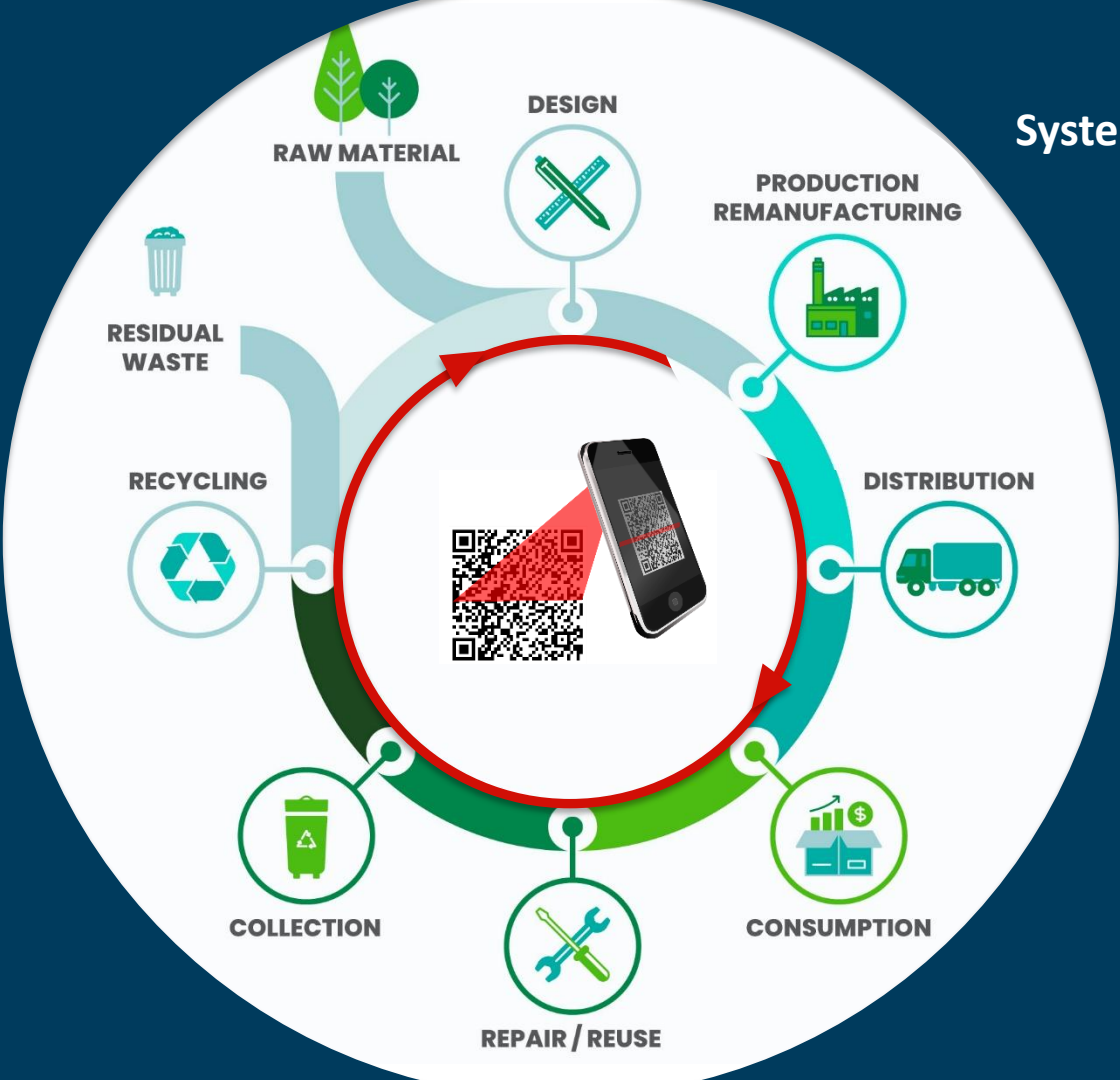 DESIGN
Syste
RAW MATERIAL
PRODUCTION
REMANUFACTURING
RESIDUAL
WASTE
RECYCLING
DISTRIBUTION
COLLECTION
CONSUMPTION
REPAIR / REUSE
$